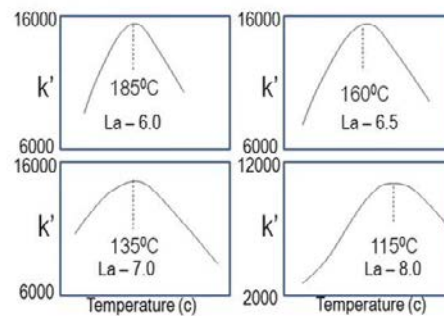 16000
k'
185⁰C
La – 6.0
6000
16000
k'
160⁰C
La – 6.5
6000
16000
k'
135⁰C
La – 7.0
6000
Temperature (c)
12000
k'
115⁰C
La – 8.0
2000
Temperature (c)